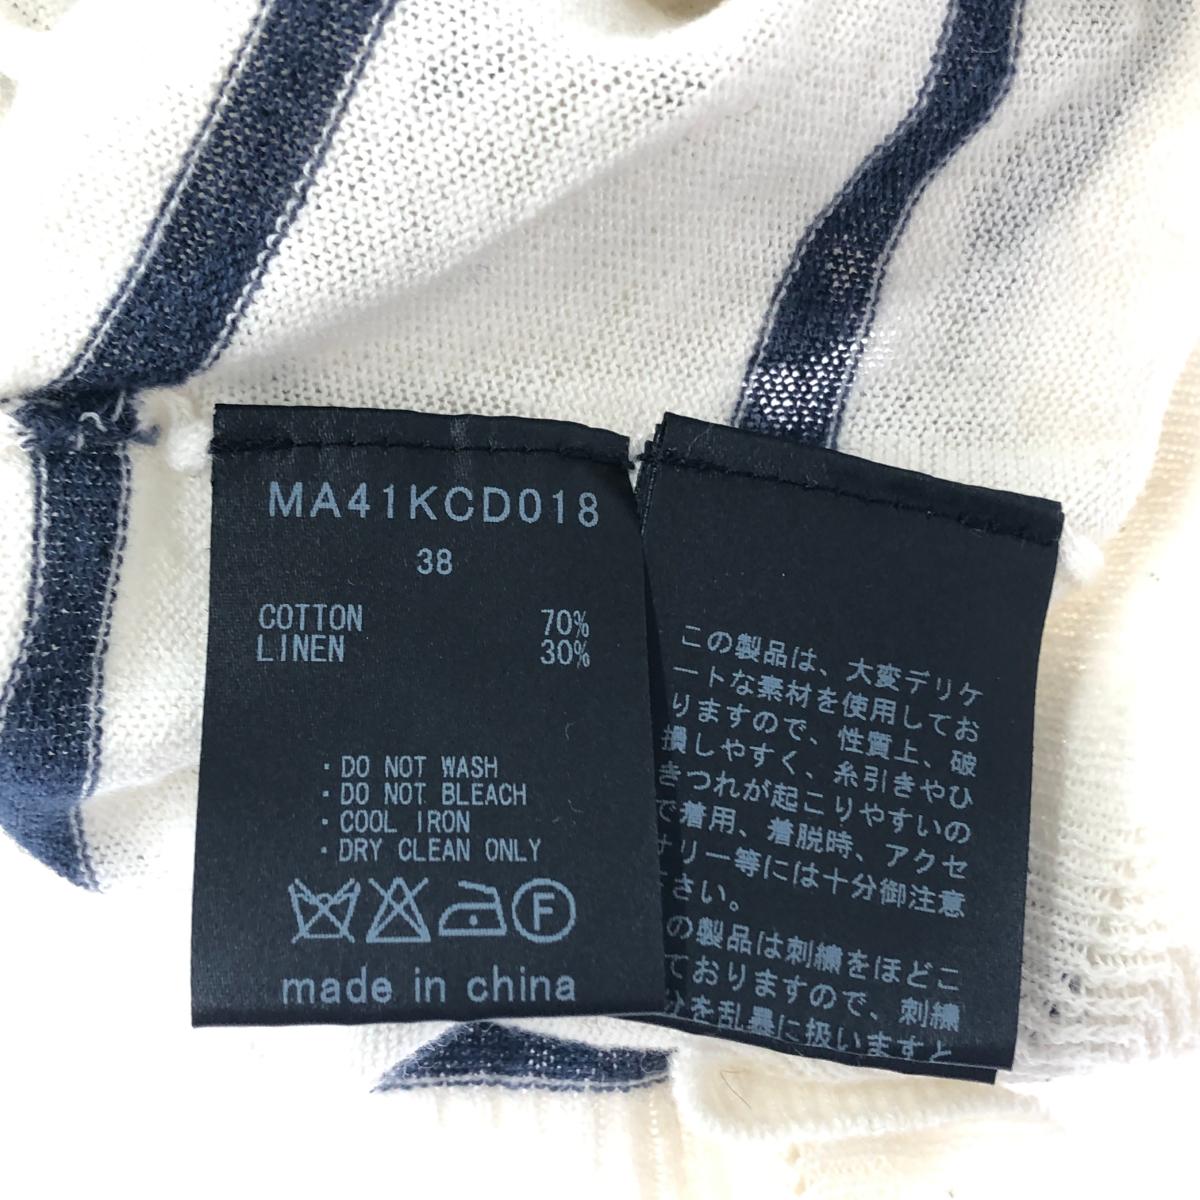 MA41KCD018
38
COTTON 70%
LINEN 30%
・DO NOT WASH
・DO NOT BLEACH
・COOL IRON
・DRY CLEAN ONLY
F
made in china
この製品は、大変デリケ
ートな素材を使用してお
りますので、性質上、破
損しやすく、糸引きやひ
きつれが起こりやすいの
で着用、着脱時、アクセ
サリー等には十分御注意
さい。
の製品は刺繍をほどこ
ておりますので、刺繍
分を乱暴に扱いますと